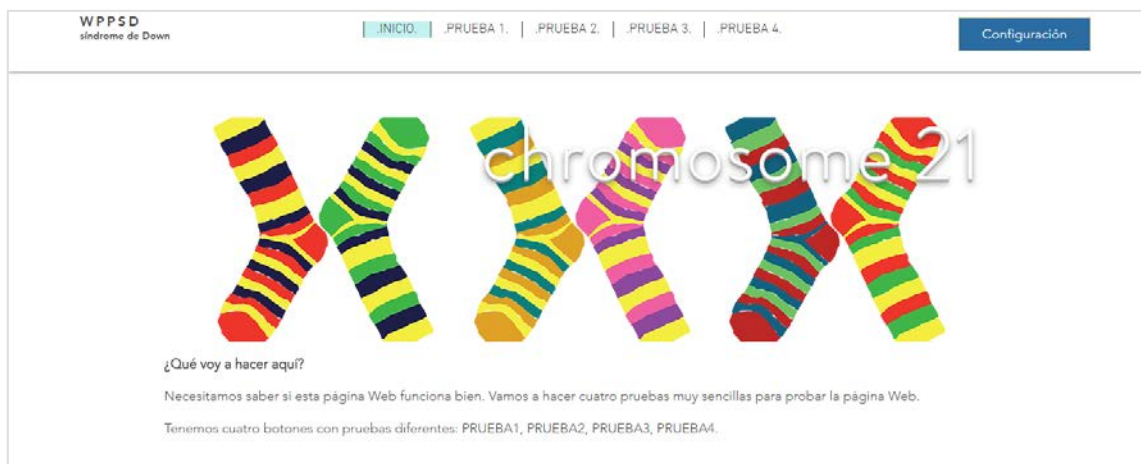 WPPSD
síndrome de Down
.INICIO. | .PRUEBA 1. | .PRUEBA 2. | .PRUEBA 3. | .PRUEBA 4.
Configuración
chromosome 21
¿Qué voy a hacer aquí?
Necesitamos saber si esta página Web funciona bien. Vamos a hacer cuatro pruebas muy sencillas para probar la página Web.
Tenemos cuatro botones con pruebas diferentes: PRUEBA1, PRUEBA2, PRUEBA3, PRUEBA4.